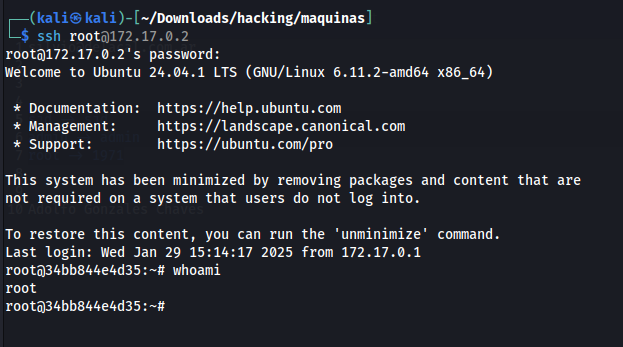 ┌──(kali㉿kali)-[~/Downloads/hacking/maquinas]
└─$ ssh root@172.17.0.2
root@172.17.0.2's password:
Welcome to Ubuntu 24.04.1 LTS (GNU/Linux 6.11.2-amd64 x86_64)
* Documentation:  https://help.ubuntu.com
* Management:     https://landscape.canonical.com
* Support:        https://ubuntu.com/pro
This system has been minimized by removing packages and content that are
not required on a system that users do not log into.
To restore this content, you can run the 'unminimize' command.
Last login: Wed Jan 29 15:14:17 2025 from 172.17.0.1
root@34bb844e4d35:~# whoami
root
root@34bb844e4d35:~#